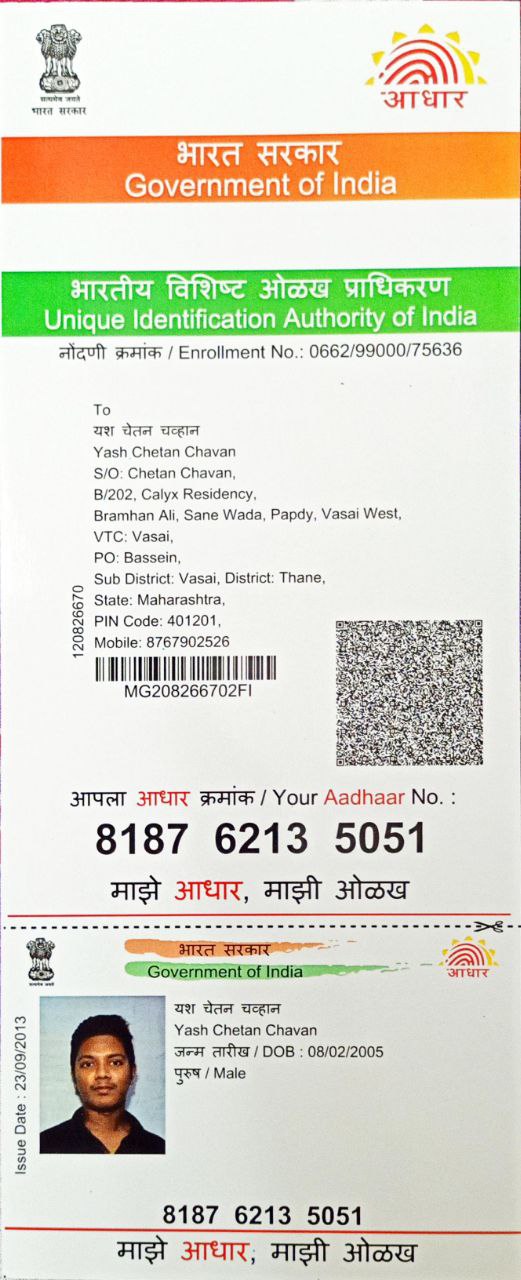 सत्यमेव जयते
भारत सरकार
आधार
भारत सरकार
Government of India
भारतीय विशिष्ट ओळख प्राधिकरण
Unique Identification Authority of India
नोंदणी क्रमांक / Enrollment No.: 0662/99000/75636
To
यश चेतन चव्हान
Yash Chetan Chavan
S/O: Chetan Chavan,
B/202, Calyx Residency,
Bramhan Ali, Sane Wada, Papdy, Vasai West,
VTC: Vasai,
PO: Bassein,
Sub District: Vasai, District: Thane,
State: Maharashtra,
PIN Code: 401201,
Mobile: 8767902526
120826670
MG208266702FI
आपला आधार क्रमांक / Your Aadhaar No. :
8187 6213 5051
माझे आधार, माझी ओळख
सत्यमेव जयते
भारत सरकार
Government of India
आधार
यश चेतन चव्हान
Yash Chetan Chavan
जन्म तारीख / DOB : 08/02/2005
पुरुष / Male
Issue Date : 23/09/2013
8187 6213 5051
माझे आधार, माझी ओळख